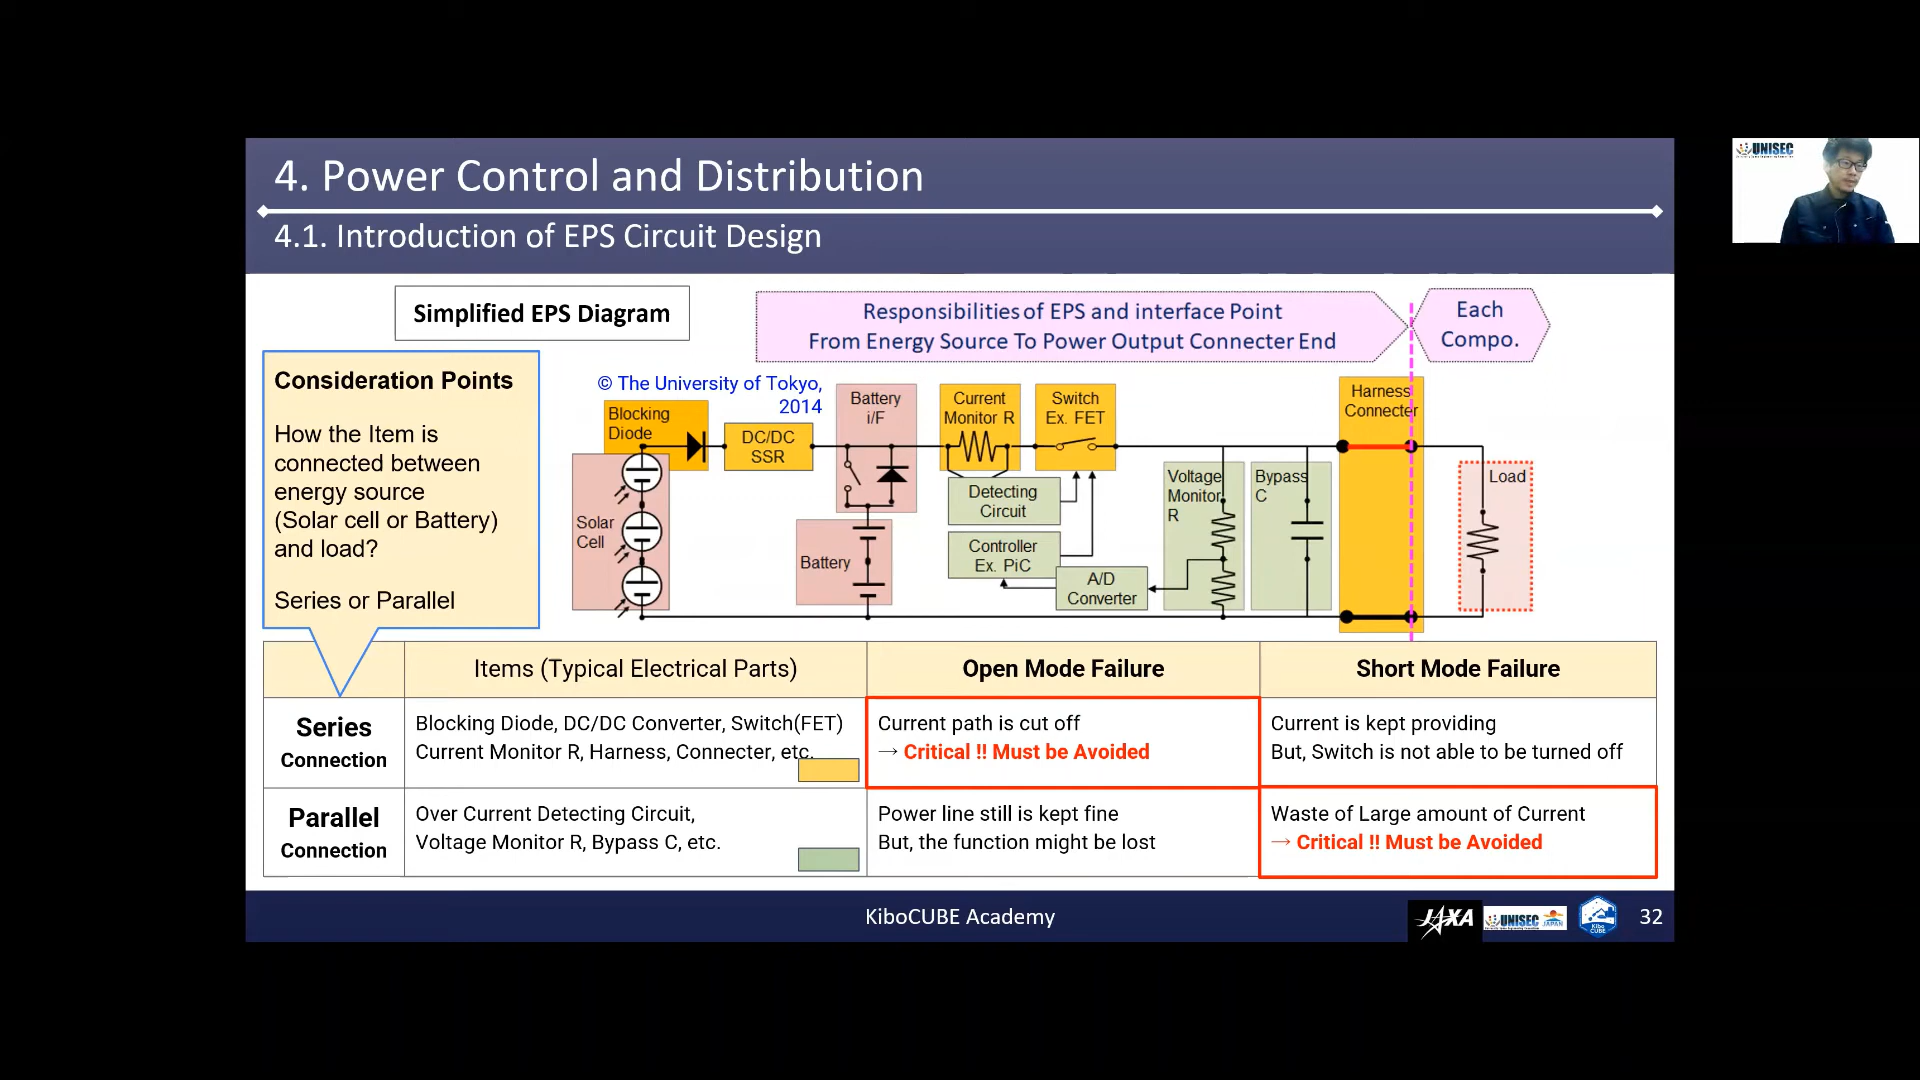 4. Power Control and Distribution
4.1. Introduction of EPS Circuit Design
UNISEC
Simplified EPS Diagram
Responsibilities of EPS and interface Point
From Energy Source To Power Output Connecter End
Each
Compo.
Consideration Points
How the Item is
connected between
energy source
(Solar cell or Battery)
and load?
Series or Parallel
© The University of Tokyo,
2014
Blocking
Diode
DC/DC
SSR
Battery
i/F
Current
Monitor R
Switch
Ex. FET
Harness
Connecter
Solar
Cell
Battery
Detecting
Circuit
Controller
Ex. PiC
A/D
Converter
Voltage
Monitor
R
Bypass
C
Load
Items (Typical Electrical Parts)
Open Mode Failure
Short Mode Failure
Series
Connection
Blocking Diode, DC/DC Converter, Switch(FET)
Current Monitor R, Harness, Connecter, etc.
Current path is cut off
→ Critical !! Must be Avoided
Current is kept providing
But, Switch is not able to be turned off
Parallel
Connection
Over Current Detecting Circuit,
Voltage Monitor R, Bypass C, etc.
Power line still is kept fine
But, the function might be lost
Waste of Large amount of Current
→ Critical !! Must be Avoided
KiboCUBE Academy
JAXA
UNISEC
JAPAN
Kibo
CUBE
32